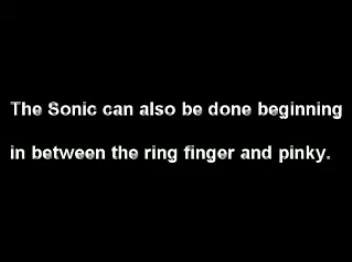 The Sonic can also be done beginning
in between the ring finger and pinky.